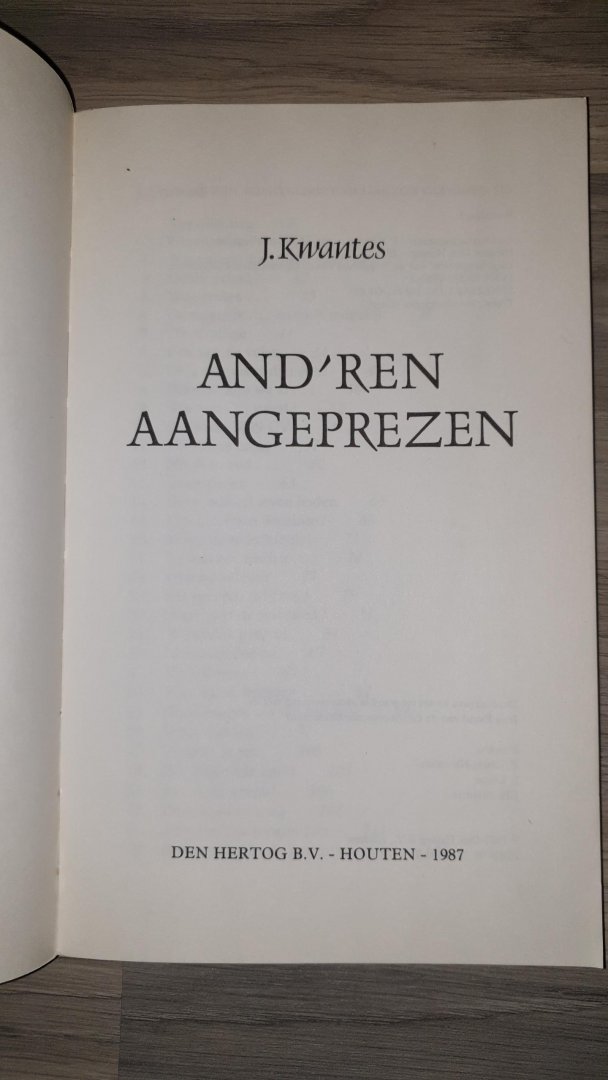 J. Kwantes
AND'REN
AANGEPREZEN
DEN HERTOG B.V. - HOUTEN - 1987